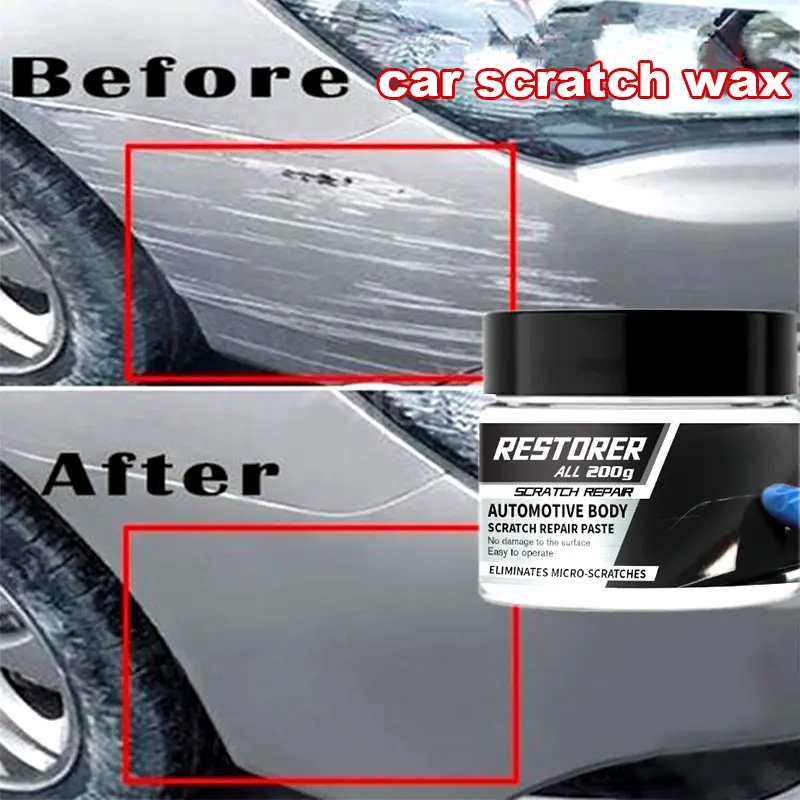 Before
car scratch wax
RESTORER
ALL 200g
SCRATCH REPAIR
AUTOMOTIVE BODY
SCRATCH REPAIR PASTE
No damage to the surface
Easy to operate
ELIMINATES MICRO-SCRATCHES
After